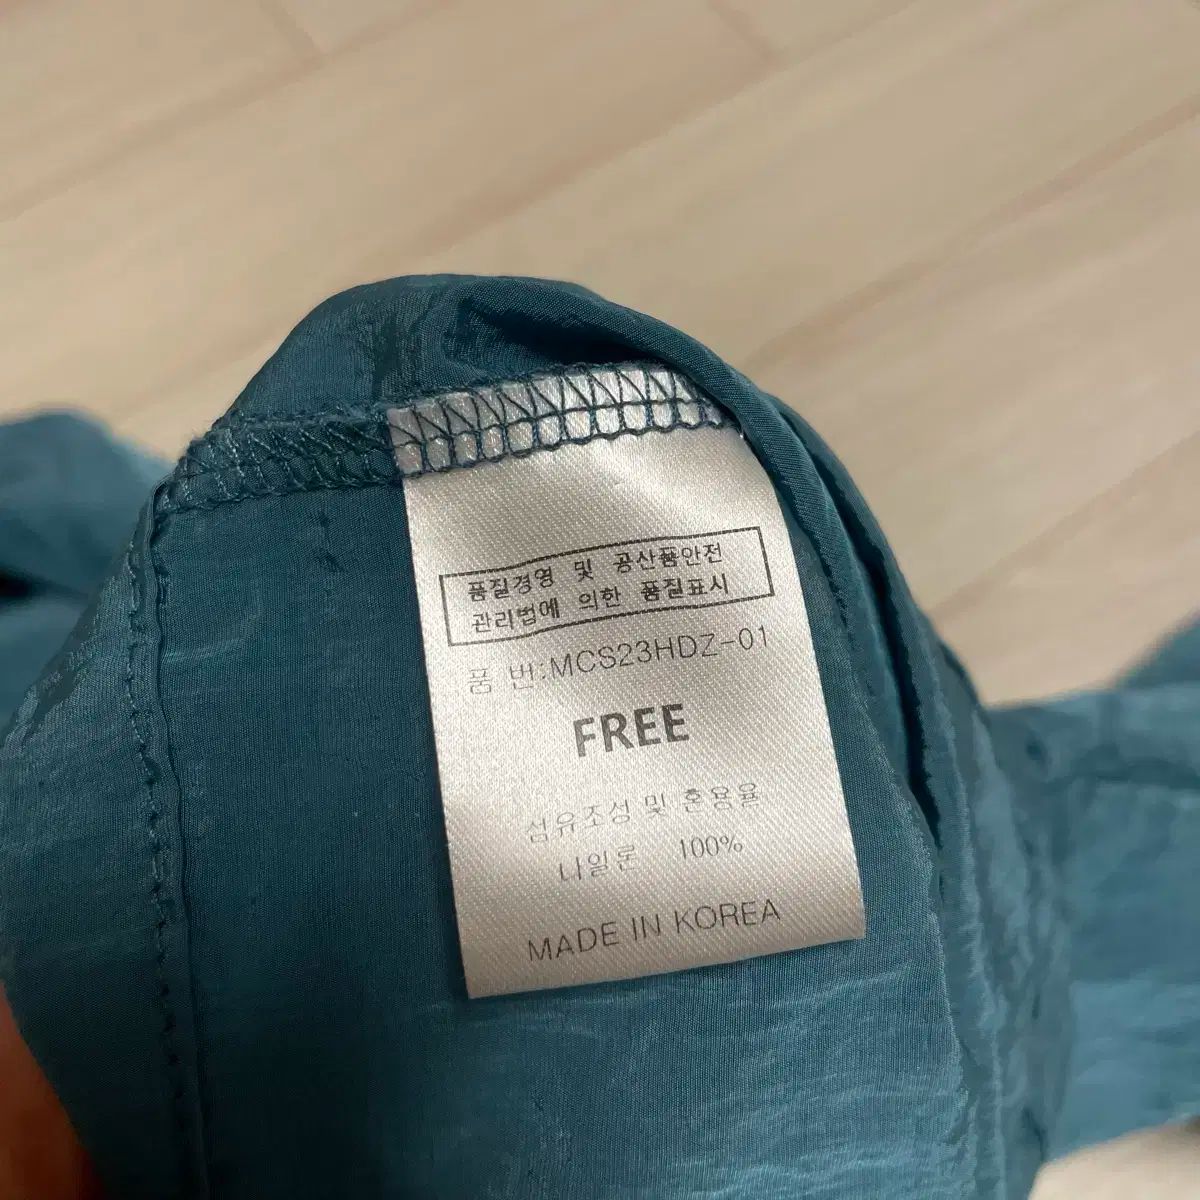 품질경영 및 공산품안전
관리법에 의한 품질표시
품 번:MCS23HDZ-01
FREE
섬유조성 및 혼용율
나일론 100%
MADE IN KOREA